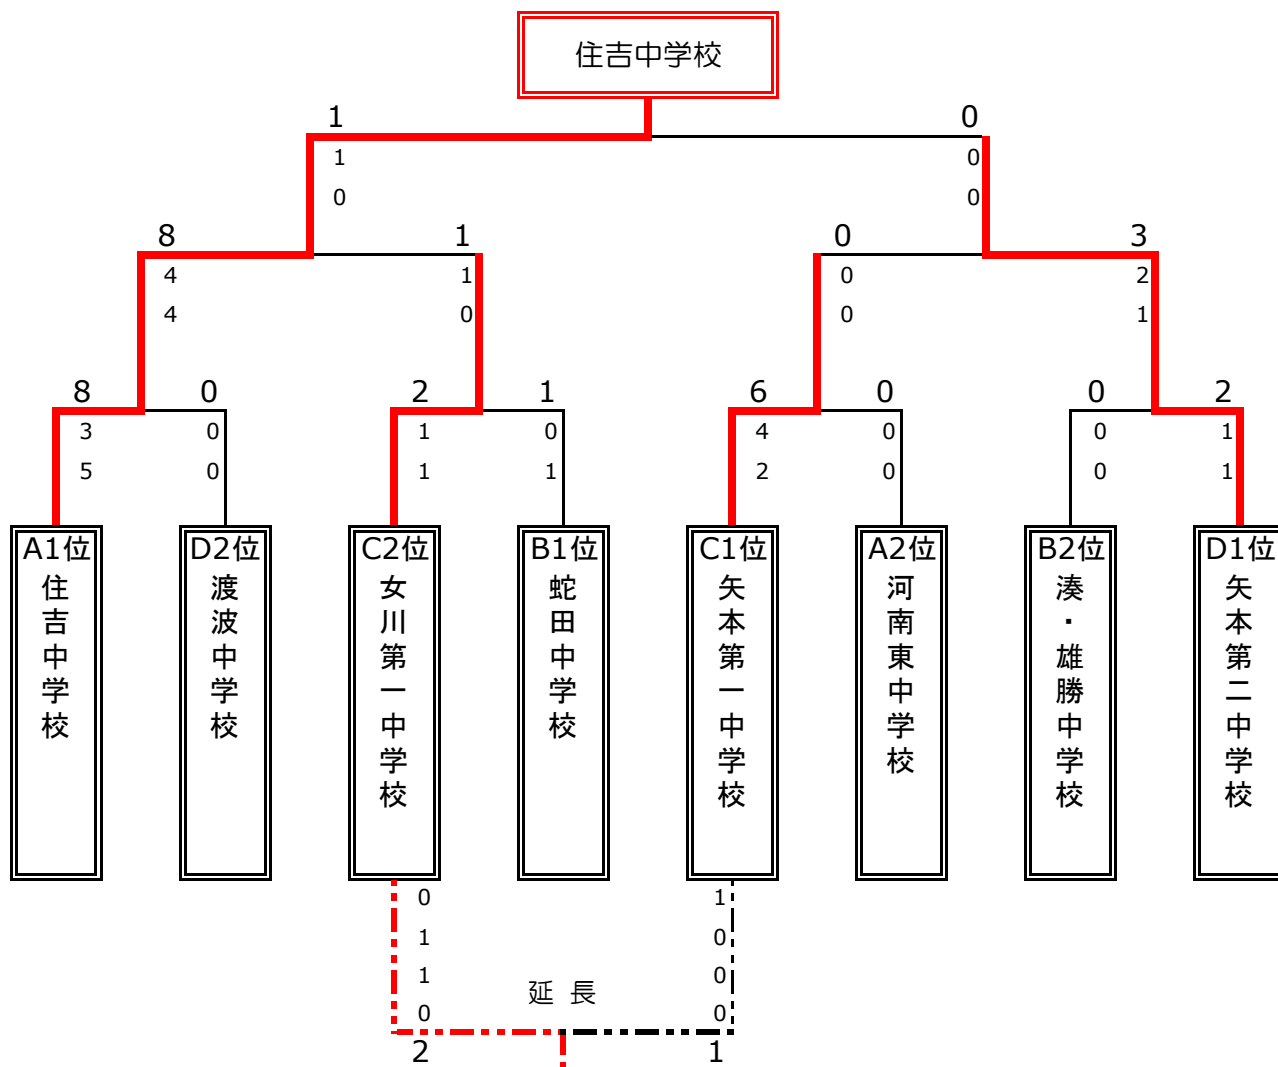 住吉中学校
1 0
1 0
0 0
8 1 0 3
4 1 0 2
4 0 0 1
8 0 2 1 6 0 0 2
3 0 1 0 4 0 0 1
5 0 1 1 2 0 0 1
A1位 D2位 C2位 B1位 C1位 A2位 B2位 D1位
住吉中学校
渡波中学校
女川第一中学校
蛇田中学校
矢本第一中学校
河南東中学校
湊・雄勝中学校
矢本第二中学校
0 1
1 0
1 0
延長
0 0
2 1